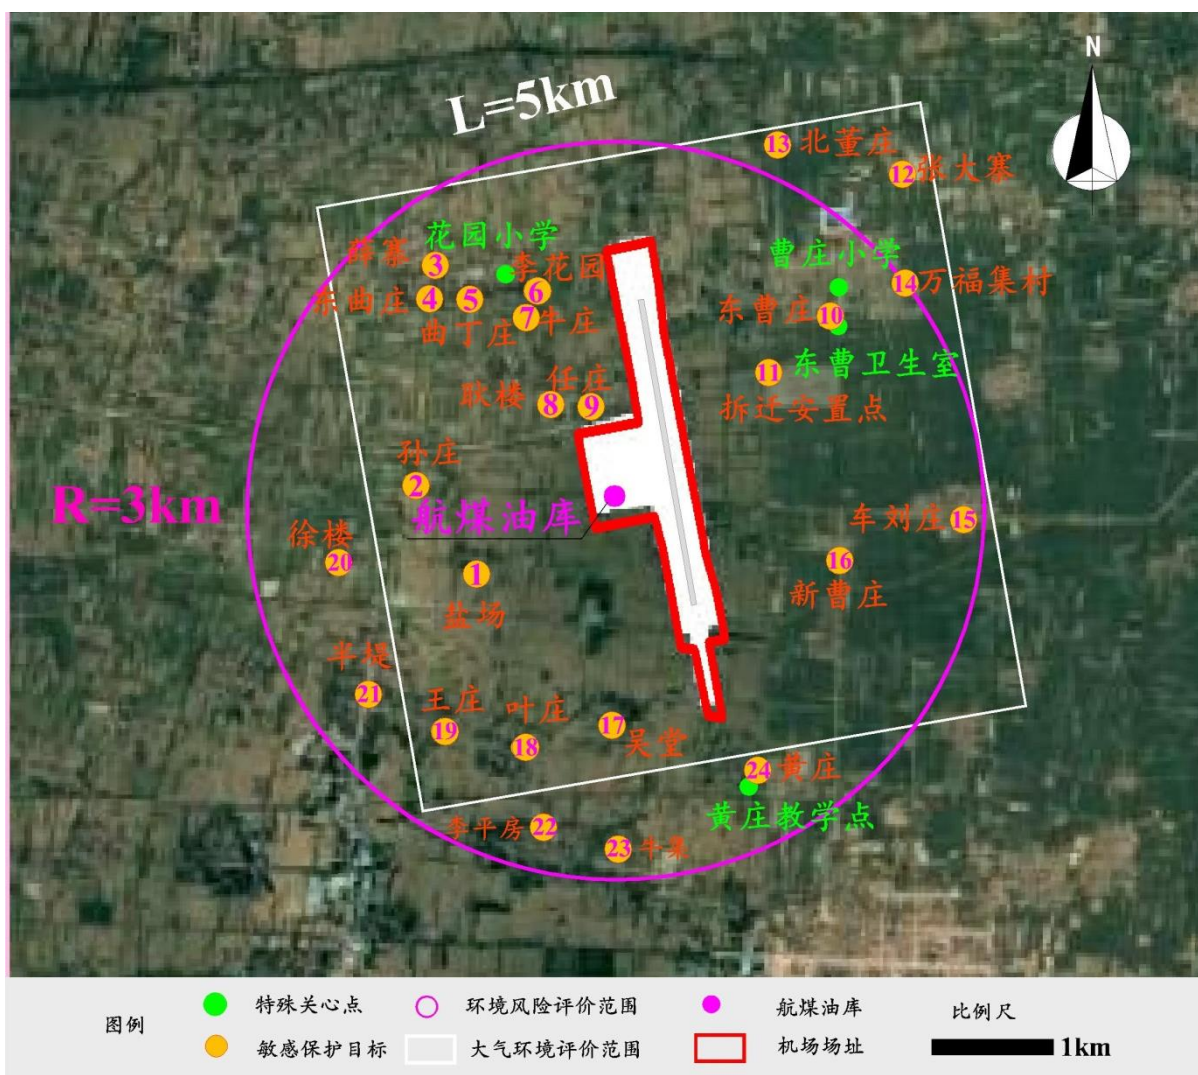 N
L=5km
13 北董庄
12 张大寨
花园小学
薛寨 3
李花园
6
曹庄小学
14 万福集村
东曲庄 4
5
曲丁庄
7 牛庄
东曹庄 10
东曹卫生室
11
拆迁安置点
任庄
耿楼 8
9
孙庄
2
R=3km
航煤油库
车刘庄 15
徐楼
20
1
盐场
16
新曹庄
半堤
21
王庄
19
叶庄
18
17
吴堂
24 黄庄
黄庄教学点
李平房 22
23 牛集
图例
特殊关心点
环境风险评价范围
航煤油库
比例尺
敏感保护目标
大气环境评价范围
机场场址
1km